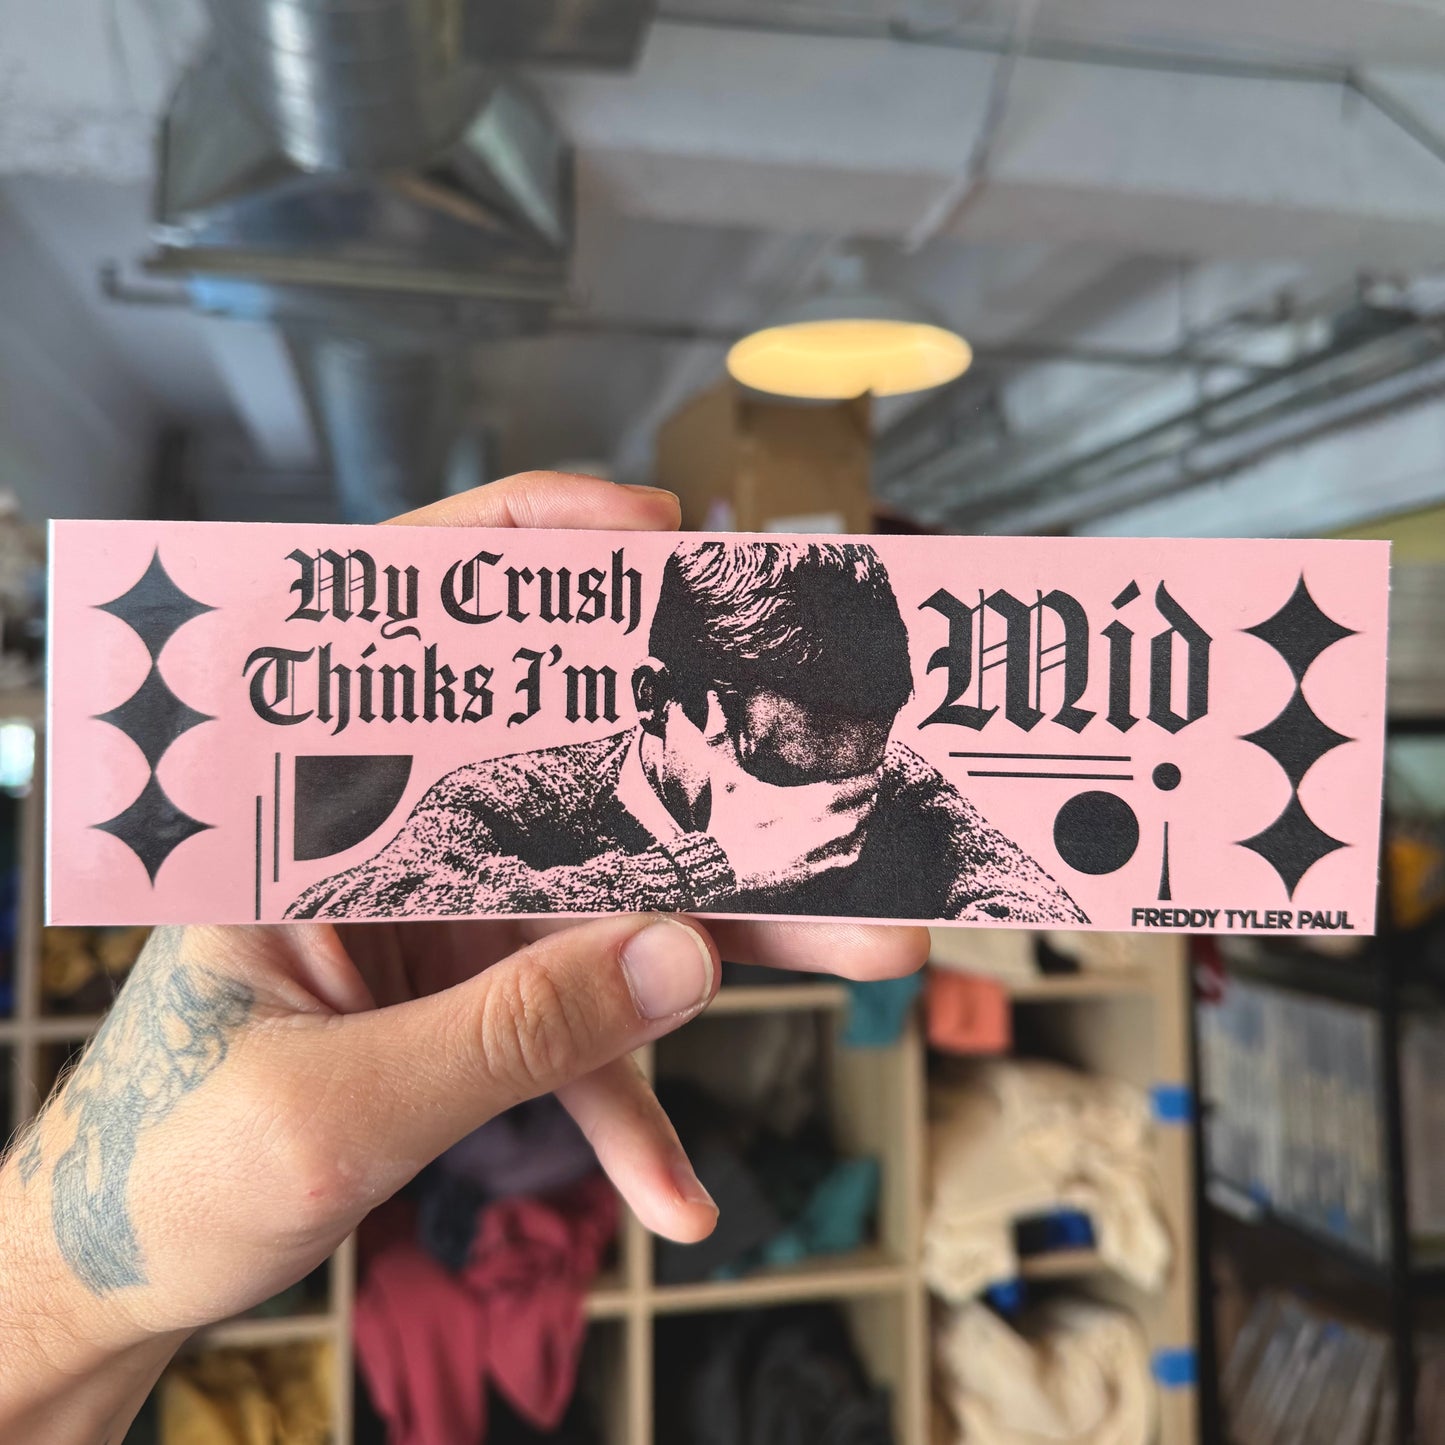 My Crush
Thinks I'm
Mid
FREDDY TYLER PAUL